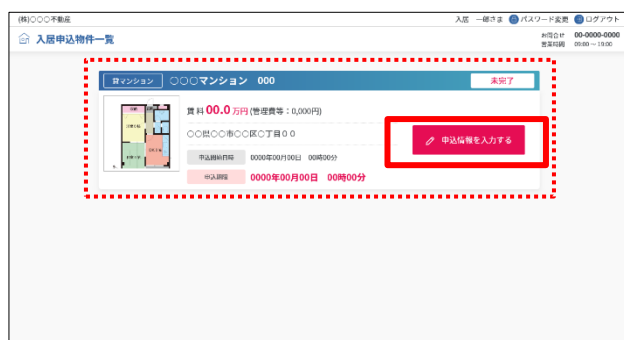 (株)○○○不動産
入居 一郎さま パスワード変更 ログアウト
入居申込物件一覧
お問合せ 00-0000-0000
営業時間 09:00 ― 19:00
賃マンション ○○○マンション 000
未完了
賃料 00.0 万円 (管理費等:0,000円)
○○県○○市○○区○丁目00
申込情報を入力する
申込開始日時 0000年00月00日 00時00分
申込期限 0000年00月00日 00時00分